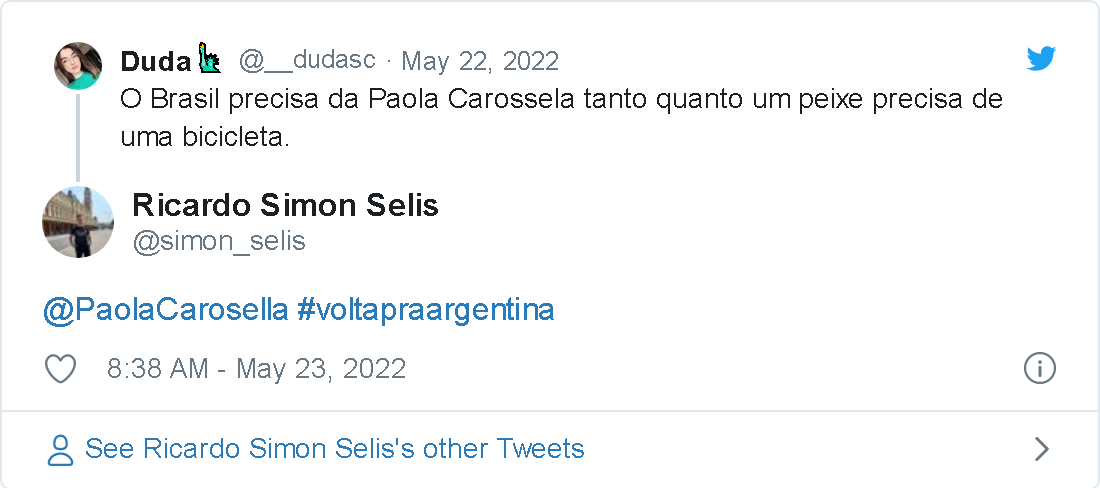 Duda @__dudasc · May 22, 2022
O Brasil precisa da Paola Carossela tanto quanto um peixe precisa de
uma bicicleta.
Ricardo Simon Selis
@simon_selis
@PaolaCarosella #voltapraargentina
8:38 AM - May 23, 2022
See Ricardo Simon Selis's other Tweets